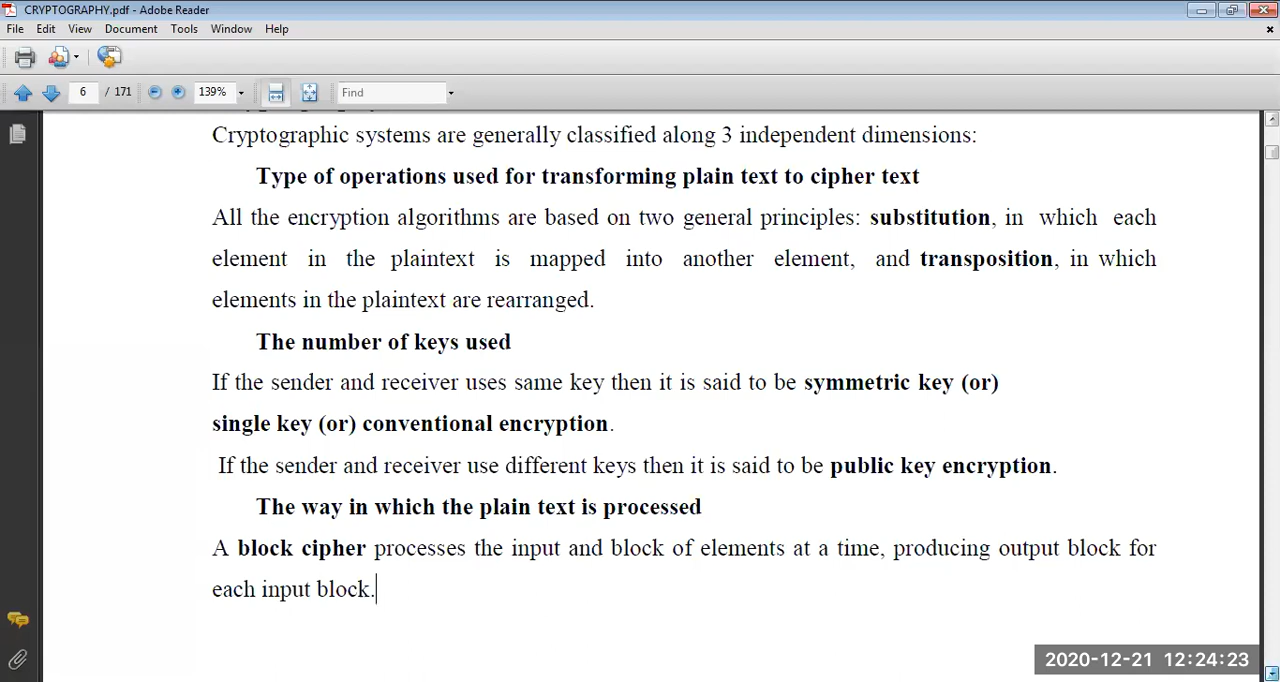 CRYPTOGRAPHY.pdf - Adobe Reader
File Edit View Document Tools Window Help
6 / 171 139% Find
Cryptographic systems are generally classified along 3 independent dimensions:
Type of operations used for transforming plain text to cipher text
All the encryption algorithms are based on two general principles: substitution, in which each
element in the plaintext is mapped into another element, and transposition, in which
elements in the plaintext are rearranged.
The number of keys used
If the sender and receiver uses same key then it is said to be symmetric key (or)
single key (or) conventional encryption.
If the sender and receiver use different keys then it is said to be public key encryption.
The way in which the plain text is processed
A block cipher processes the input and block of elements at a time, producing output block for
each input block.
2020-12-21 12:24:23